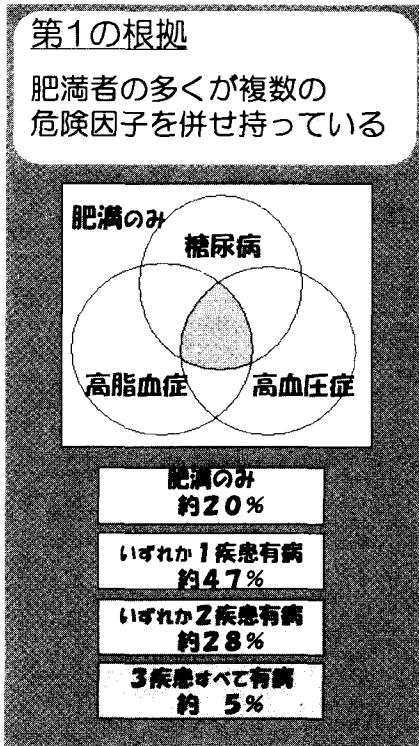 第1の根拠
肥満者の多くが複数の
危険因子を併せ持っている
肥満のみ
糖尿病
高脂血症
高血圧症
肥満のみ
約20%
いずれか1疾患有病
約47%
いずれか2疾患有病
約28%
3疾患すべて有病
約 5%